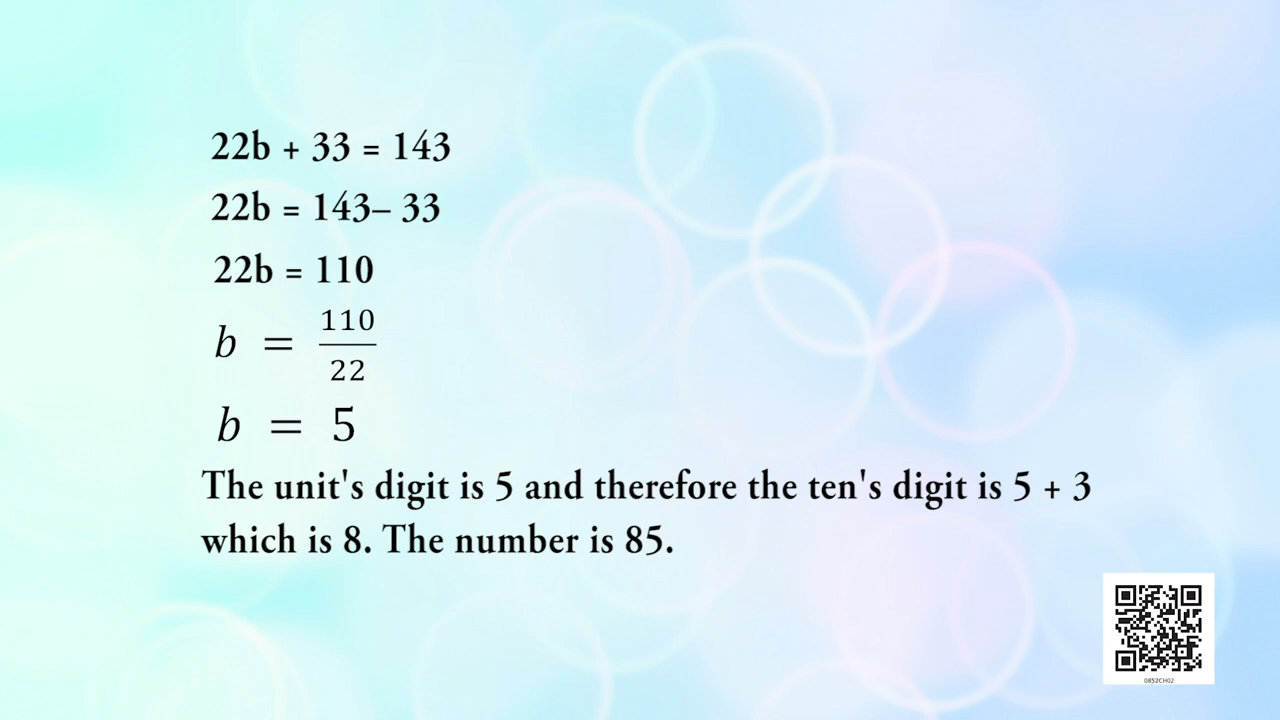 22b + 33 = 143
22b = 143– 33
22b = 110
b = 110/22
b = 5
The unit's digit is 5 and therefore the ten's digit is 5 + 3
which is 8. The number is 85.
0852CH02